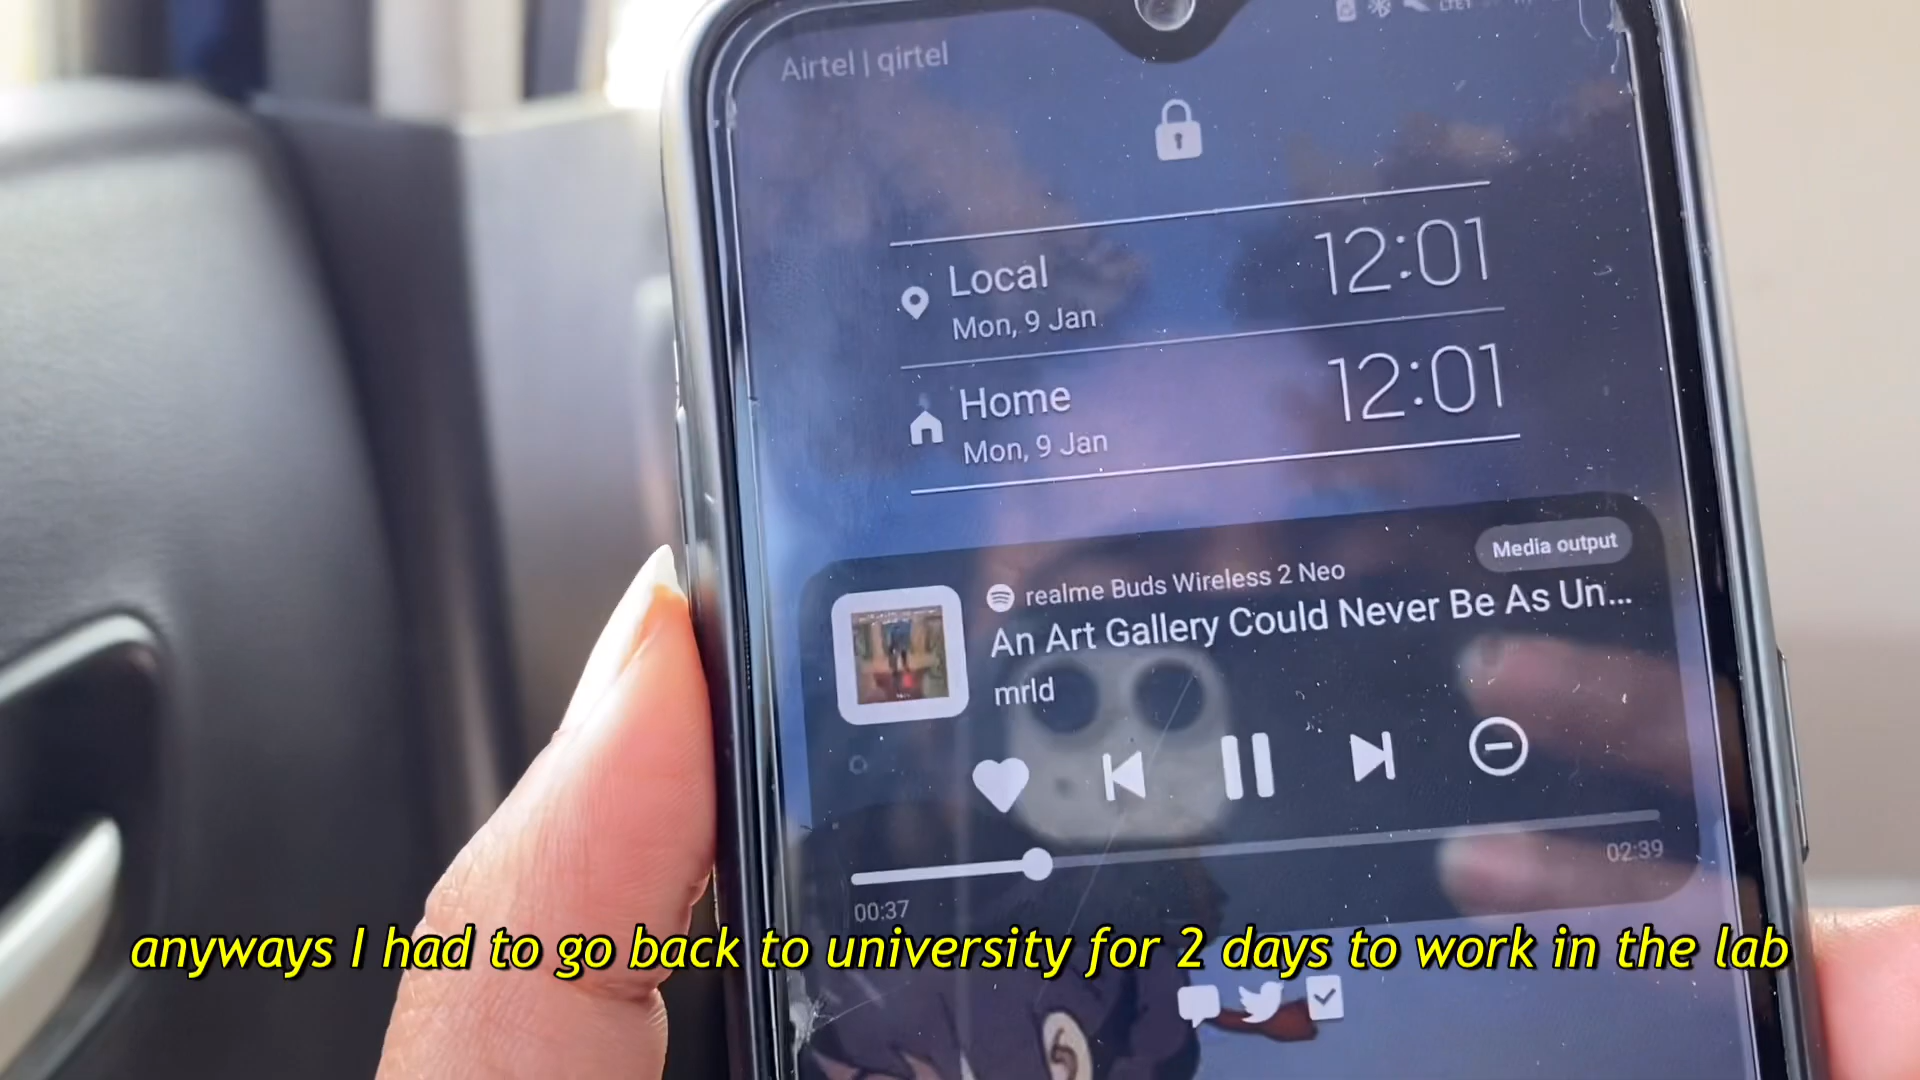 Airtel | airtel
Local
12:01
Mon, 9 Jan
Home
12:01
Mon, 9 Jan
Media output
realme Buds Wireless 2 Neo
An Art Gallery Could Never Be As Un...
mrld
00:37
02:39
anyways I had to go back to university for 2 days to work in the lab